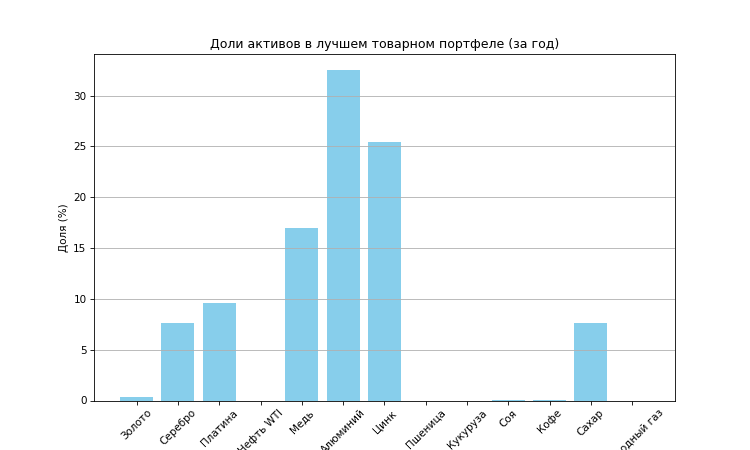 Доли активов в лучшем товарном портфеле (за год)
Доля (%)
30
25
20
15
10
5
0
Золото
Серебро
Платина
Нефть WTI
Медь
Алюминий
Цинк
Пшеница
Кукуруза
Соя
Кофе
Сахар
газ